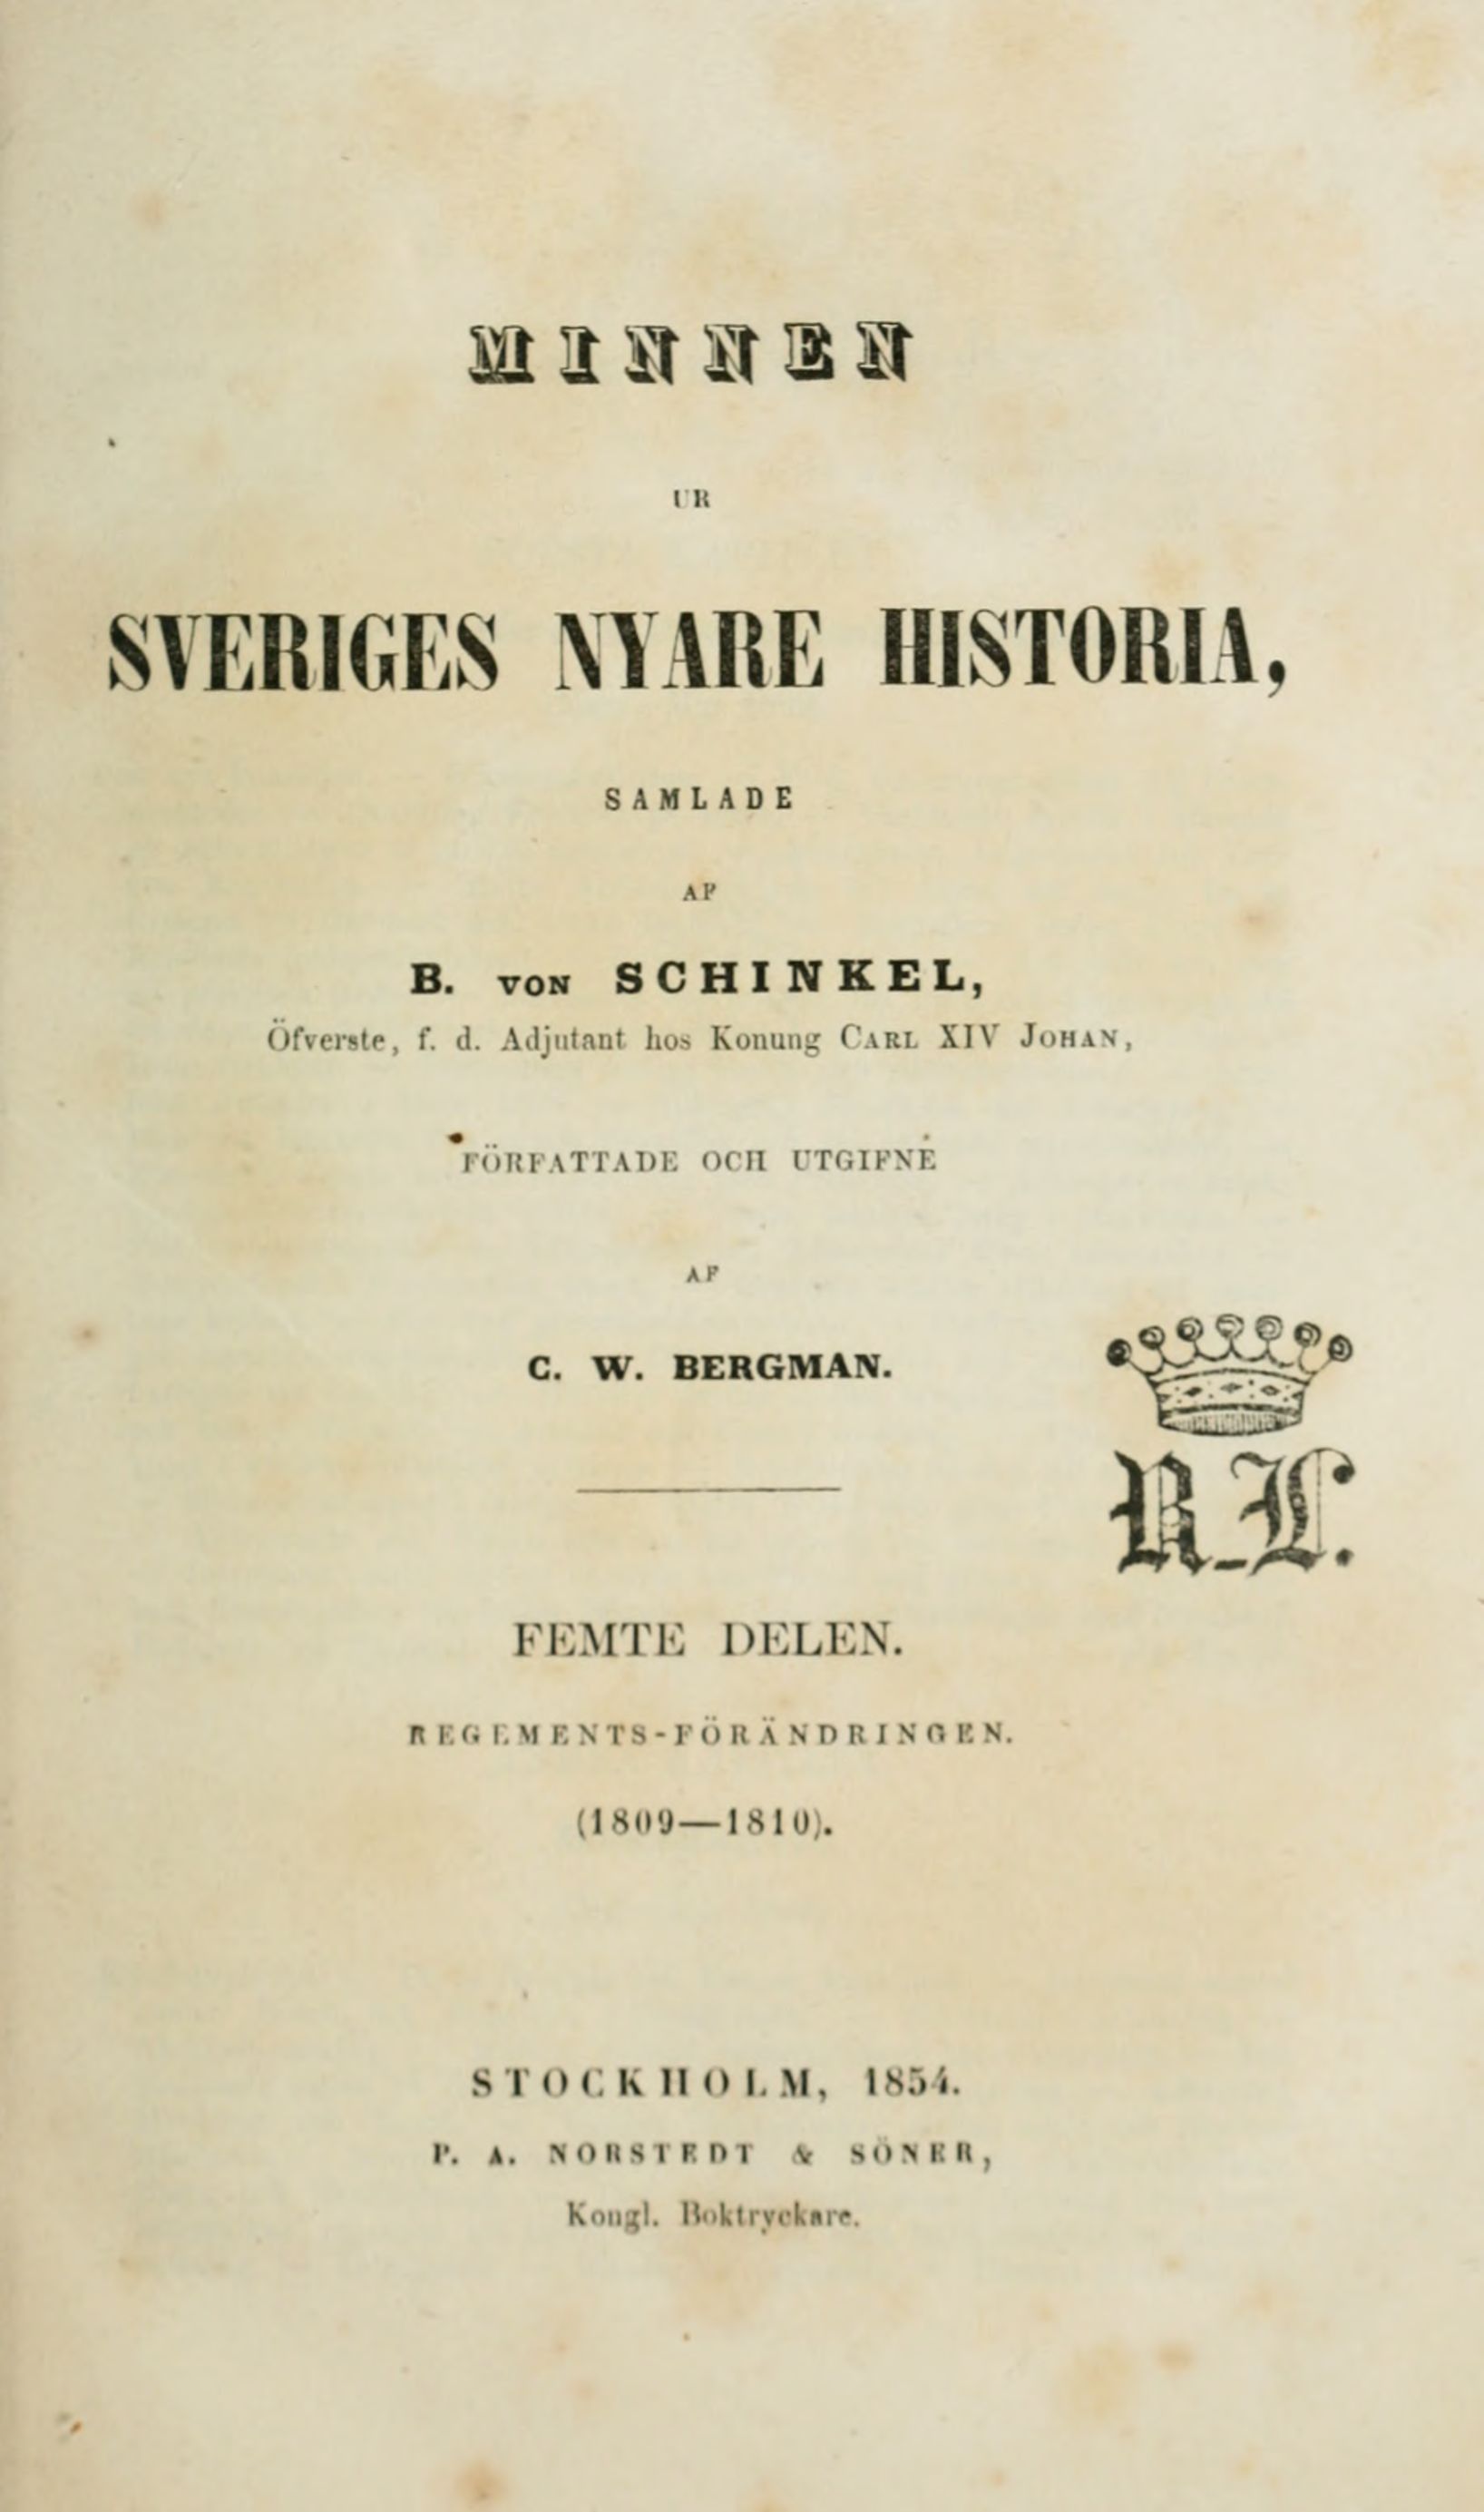 MINNEN
UR
SVERIGES NYARE HISTORIA,
SAMLADE
AF
B. VON SCHINKEL,
Öfverste, f. d. Adjutant hos Konung CARL XIV JOHAN,
FÖRFATTADE OCH UTGIFNE
AF
C. W. BERGMAN.
FEMTE DELEN.
REGEMENTS-FÖRÄNDRINGEN.
(1809—1810).
STOCKHOLM, 1854.
P. A. NORSTEDT & SÖNER,
Kongl. Boktryckare.